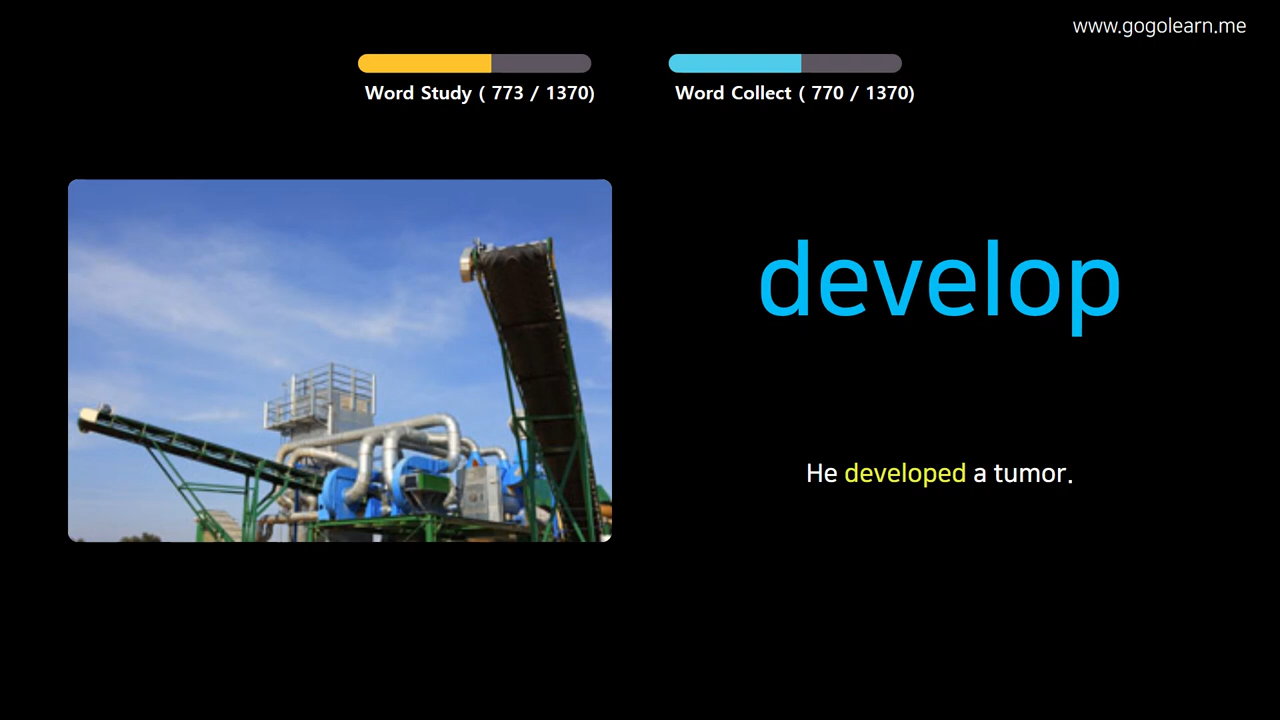 www.gogolearn.me
Word Study ( 773 / 1370)
Word Collect ( 770 / 1370)
develop
He developed a tumor.